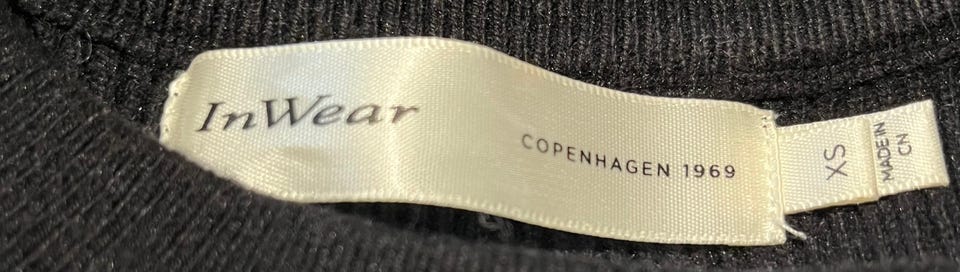 InWear
COPENHAGEN 1969
XS
MADE IN
CN